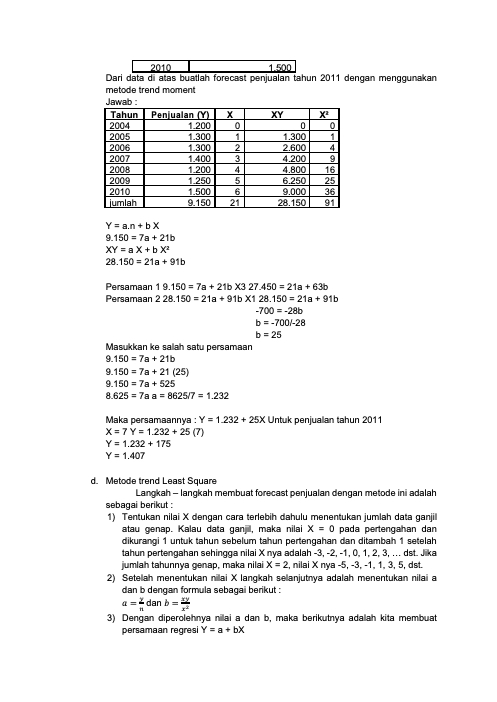 2010 1.500
Dari data di atas buatlah forecast penjualan tahun 2011 dengan menggunakan
metode trend moment
Jawab :
Tahun Penjualan (Y) X XY X²
2004 1.200 0 0 0
2005 1.300 1 1.300 1
2006 1.300 2 2.600 4
2007 1.400 3 4.200 9
2008 1.200 4 4.800 16
2009 1.250 5 6.250 25
2010 1.500 6 9.000 36
jumlah 9.150 21 28.150 91
Y = a.n + b X
9.150 = 7a + 21b
XY = a X + b X²
28.150 = 21a + 91b
Persamaan 1 9.150 = 7a + 21b X3 27.450 = 21a + 63b
Persamaan 2 28.150 = 21a + 91b X1 28.150 = 21a + 91b
-700 = -28b
b = -700/-28
b = 25
Masukkan ke salah satu persamaan
9.150 = 7a + 21b
9.150 = 7a + 21 (25)
9.150 = 7a + 525
8.625 = 7a a = 8625/7 = 1.232
Maka persamaannya : Y = 1.232 + 25X Untuk penjualan tahun 2011
X = 7 Y = 1.232 + 25 (7)
Y = 1.232 + 175
Y = 1.407
d. Metode trend Least Square
Langkah – langkah membuat forecast penjualan dengan metode ini adalah
sebagai berikut :
1) Tentukan nilai X dengan cara terlebih dahulu menentukan jumlah data ganjil
atau genap. Kalau data ganjil, maka nilai X = 0 pada pertengahan dan
dikurangi 1 untuk tahun sebelum tahun pertengahan dan ditambah 1 setelah
tahun pertengahan sehingga nilai X nya adalah -3, -2, -1, 0, 1, 2, 3, … dst. Jika
jumlah tahunnya genap, maka nilai X = 2, nilai X nya -5, -3, -1, 1, 3, 5, dst.
2) Setelah menentukan nilai X langkah selanjutnya adalah menentukan nilai a
dan b dengan formula sebagai berikut :
a = y/n dan b = xy/x²
3) Dengan diperolehnya nilai a dan b, maka berikutnya adalah kita membuat
persamaan regresi Y = a + bX